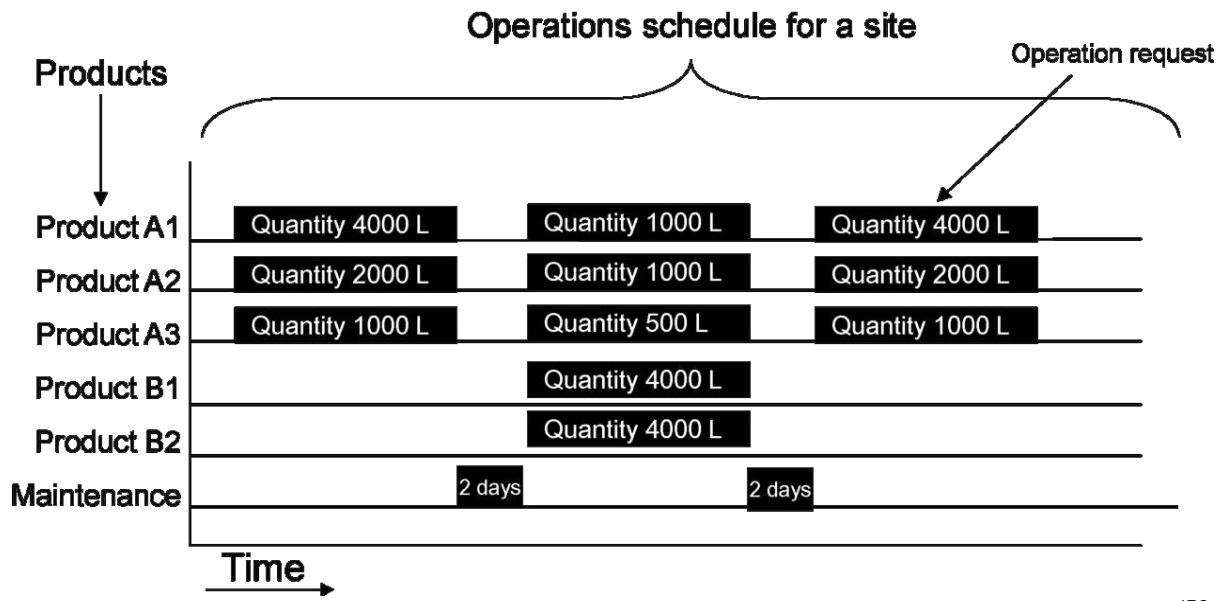 Operations schedule for a site
Operation request
Products
Product A1 Quantity 4000 L Quantity 1000 L Quantity 4000 L
Product A2 Quantity 2000 L Quantity 1000 L Quantity 2000 L
Product A3 Quantity 1000 L Quantity 500 L Quantity 1000 L
Product B1 Quantity 4000 L
Product B2 Quantity 4000 L
Maintenance 2 days 2 days
Time